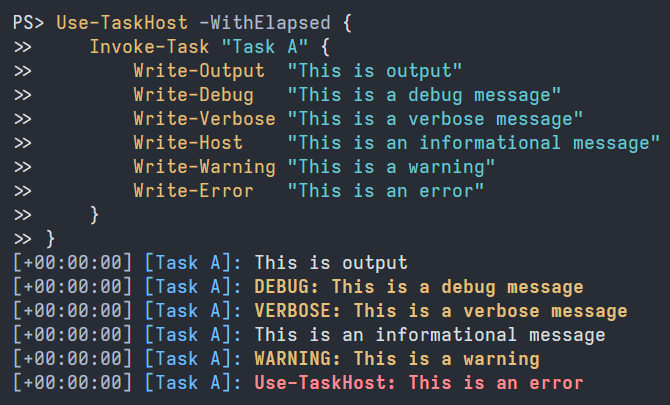 PS> Use-TaskHost -WithElapsed {
>>     Invoke-Task "Task A" {
>>         Write-Output  "This is output"
>>         Write-Debug   "This is a debug message"
>>         Write-Verbose "This is a verbose message"
>>         Write-Host    "This is an informational message"
>>         Write-Warning "This is a warning"
>>         Write-Error   "This is an error"
>>     }
>> }
[+00:00:00] [Task A]: This is output
[+00:00:00] [Task A]: DEBUG: This is a debug message
[+00:00:00] [Task A]: VERBOSE: This is a verbose message
[+00:00:00] [Task A]: This is an informational message
[+00:00:00] [Task A]: WARNING: This is a warning
[+00:00:00] [Task A]: Use-TaskHost: This is an error